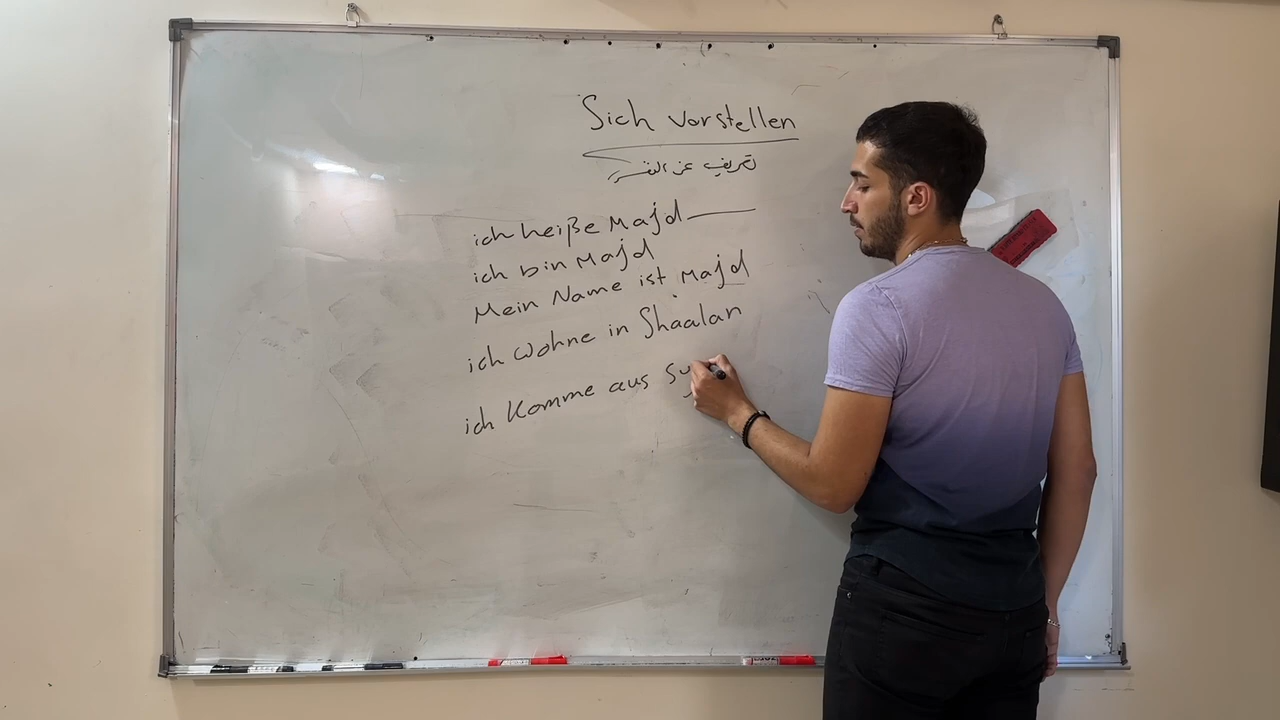 Sich vorstellen
تعريف عن النفس
ich heiße Majd
ich bin Majd
Mein Name ist Majd
ich wohne in Shaalan
ich komme aus Sy